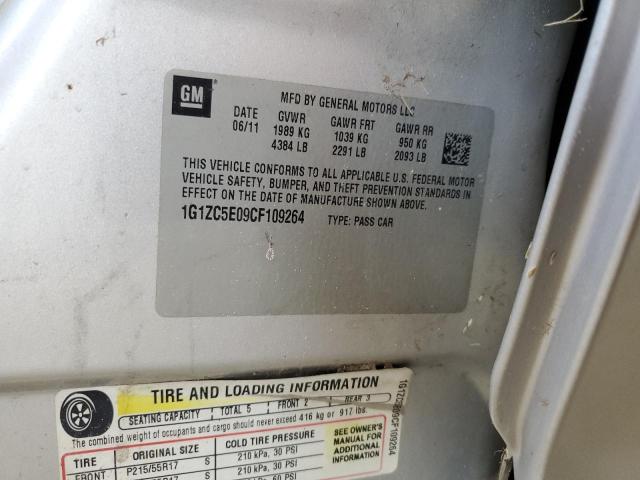 GM
MFD BY GENERAL MOTORS LLC
DATE GVWR GAWR FRT GAWR RR
06/11 1989 KG 1039 KG 950 KG
4384 LB 2291 LB 2093 LB
THIS VEHICLE CONFORMS TO ALL APPLICABLE U.S. FEDERAL MOTOR
VEHICLE SAFETY, BUMPER, AND THEFT PREVENTION STANDARDS IN
EFFECT ON THE DATE OF MANUFACTURE SHOWN ABOVE.
1G1ZC5E09CF109264 TYPE: PASS CAR
TIRE AND LOADING INFORMATION
SEATING CAPACITY TOTAL 5 FRONT 2 REAR 3
The combined weight of occupants and cargo should never exceed 416 kg or 917 lbs.
TIRE ORIGINAL SIZE COLD TIRE PRESSURE
FRONT P215/55R17 S 210 kPa, 30 PSI
S 210 kPa, 30 PSI
60 PSI
SEE OWNER'S
MANUAL FOR
ADDITIONAL
INFORMATION
1G1ZC5E09CF109264